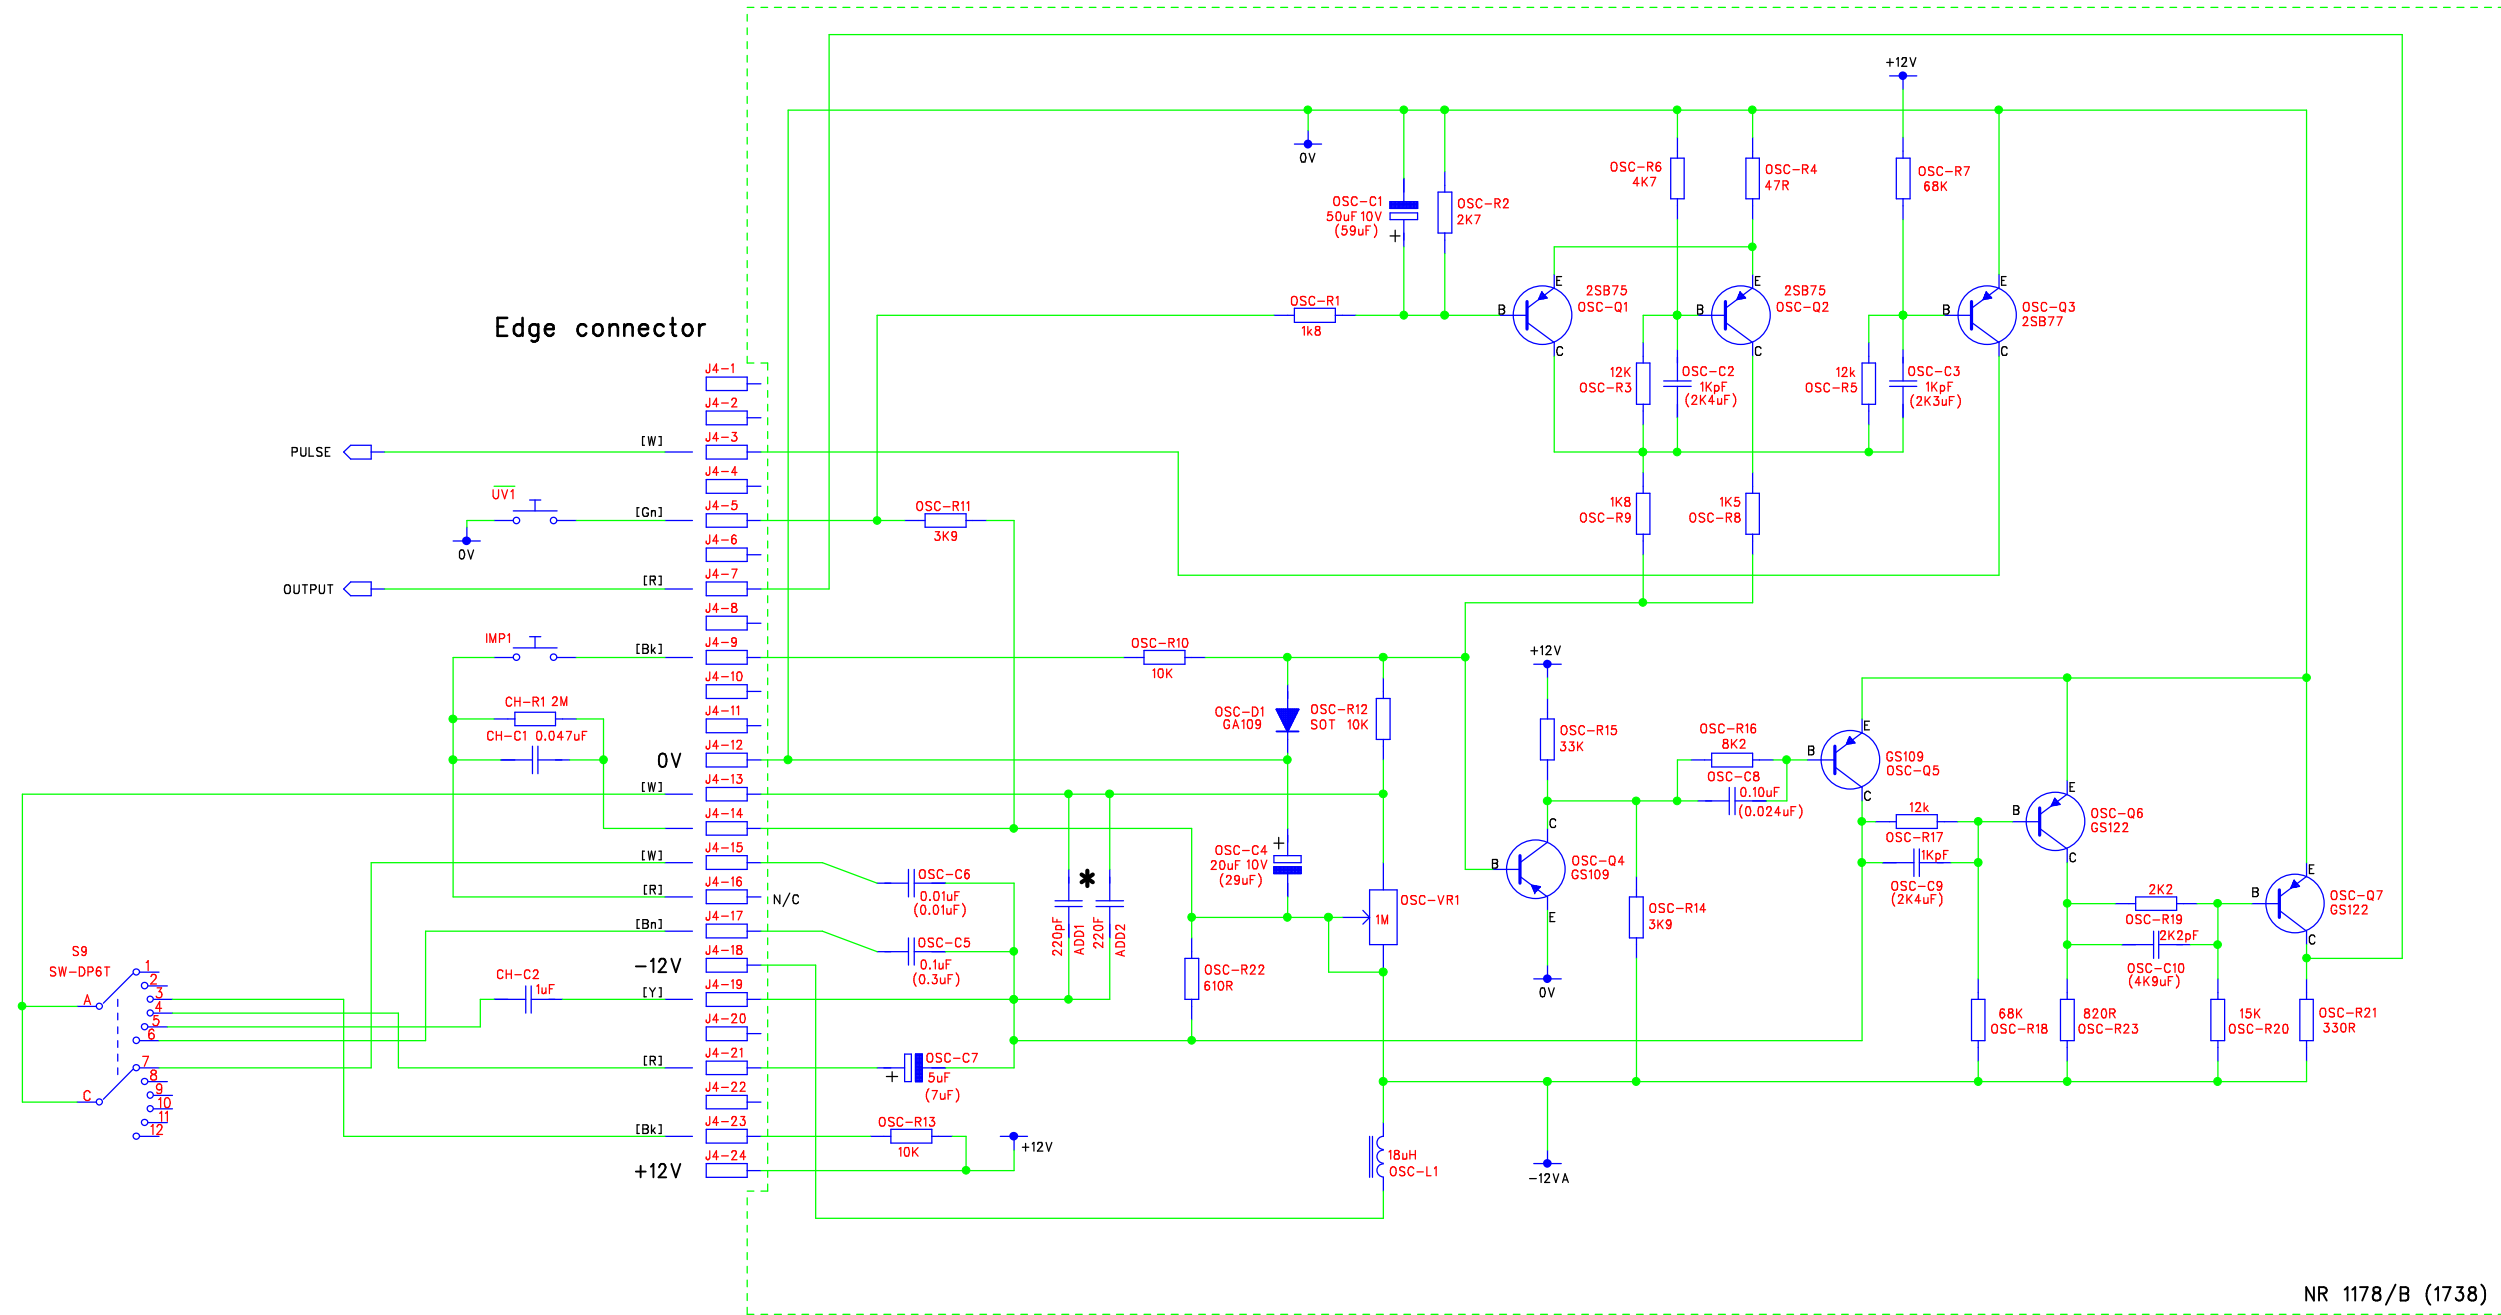 +12V
0V
OSC-R6
4K7
OSC-R4
47R
OSC-R7
68K
OSC-C1
50uF 10V
(59uF)
+
OSC-R2
2K7
OSC-R1
1k8
B
E
C
2SB75
OSC-Q1
B
E
C
2SB75
OSC-Q2
B
E
C
OSC-Q3
2SB77
Edge connector
12K
OSC-R3
OSC-C2
1KpF
(2K4uF)
12k
OSC-R5
OSC-C3
1KpF
(2K3uF)
J4-1
J4-2
PULSE
[W]
J4-3
J4-4
UV1
0V
[Gn]
J4-5
OSC-R11
3K9
1K8
OSC-R9
1K5
OSC-R8
J4-6
OUTPUT
[R]
J4-7
J4-8
IMP1
[Bk]
J4-9
OSC-R10
10K
J4-10
+12V
CH-R1 2M
CH-C1 0.047uF
J4-11
OSC-D1
GA109
OSC-R12
SOT 10K
OSC-R15
33K
OSC-R16
8K2
OSC-C8
0.10uF
(0.024uF)
B
E
C
GS109
OSC-Q5
0V
J4-12
[W]
J4-13
J4-14
12k
OSC-R17
1KpF
OSC-C9
(2K4uF)
B
E
C
OSC-Q6
GS122
[W]
J4-15
OSC-C6
0.01uF
(0.01uF)
*
220pF
ADD1
220F
ADD2
+
OSC-C4
20uF 10V
(29uF)
C
B
E
OSC-Q4
GS109
0V
[R]
J4-16
N/C
1M
OSC-VR1
OSC-R14
3K9
2K2
OSC-R19
2K2pF
OSC-C10
(4K9uF)
B
E
C
OSC-Q7
GS122
[Bn]
J4-17
OSC-C5
0.1uF
(0.3uF)
S9
SW-DP6T
-12V
J4-18
OSC-R22
610R
CH-C2
1uF
[Y]
J4-19
A
1
2
3
4
5
6
J4-20
68K
OSC-R18
820R
OSC-R23
15K
OSC-R20
OSC-R21
330R
[R]
J4-21
+
OSC-C7
5uF
(7uF)
C
7
8
9
10
11
12
J4-22
[Bk]
J4-23
OSC-R13
10K
+12V
+12V
J4-24
18uH
OSC-L1
-12VA
NR 1178/B (1738)